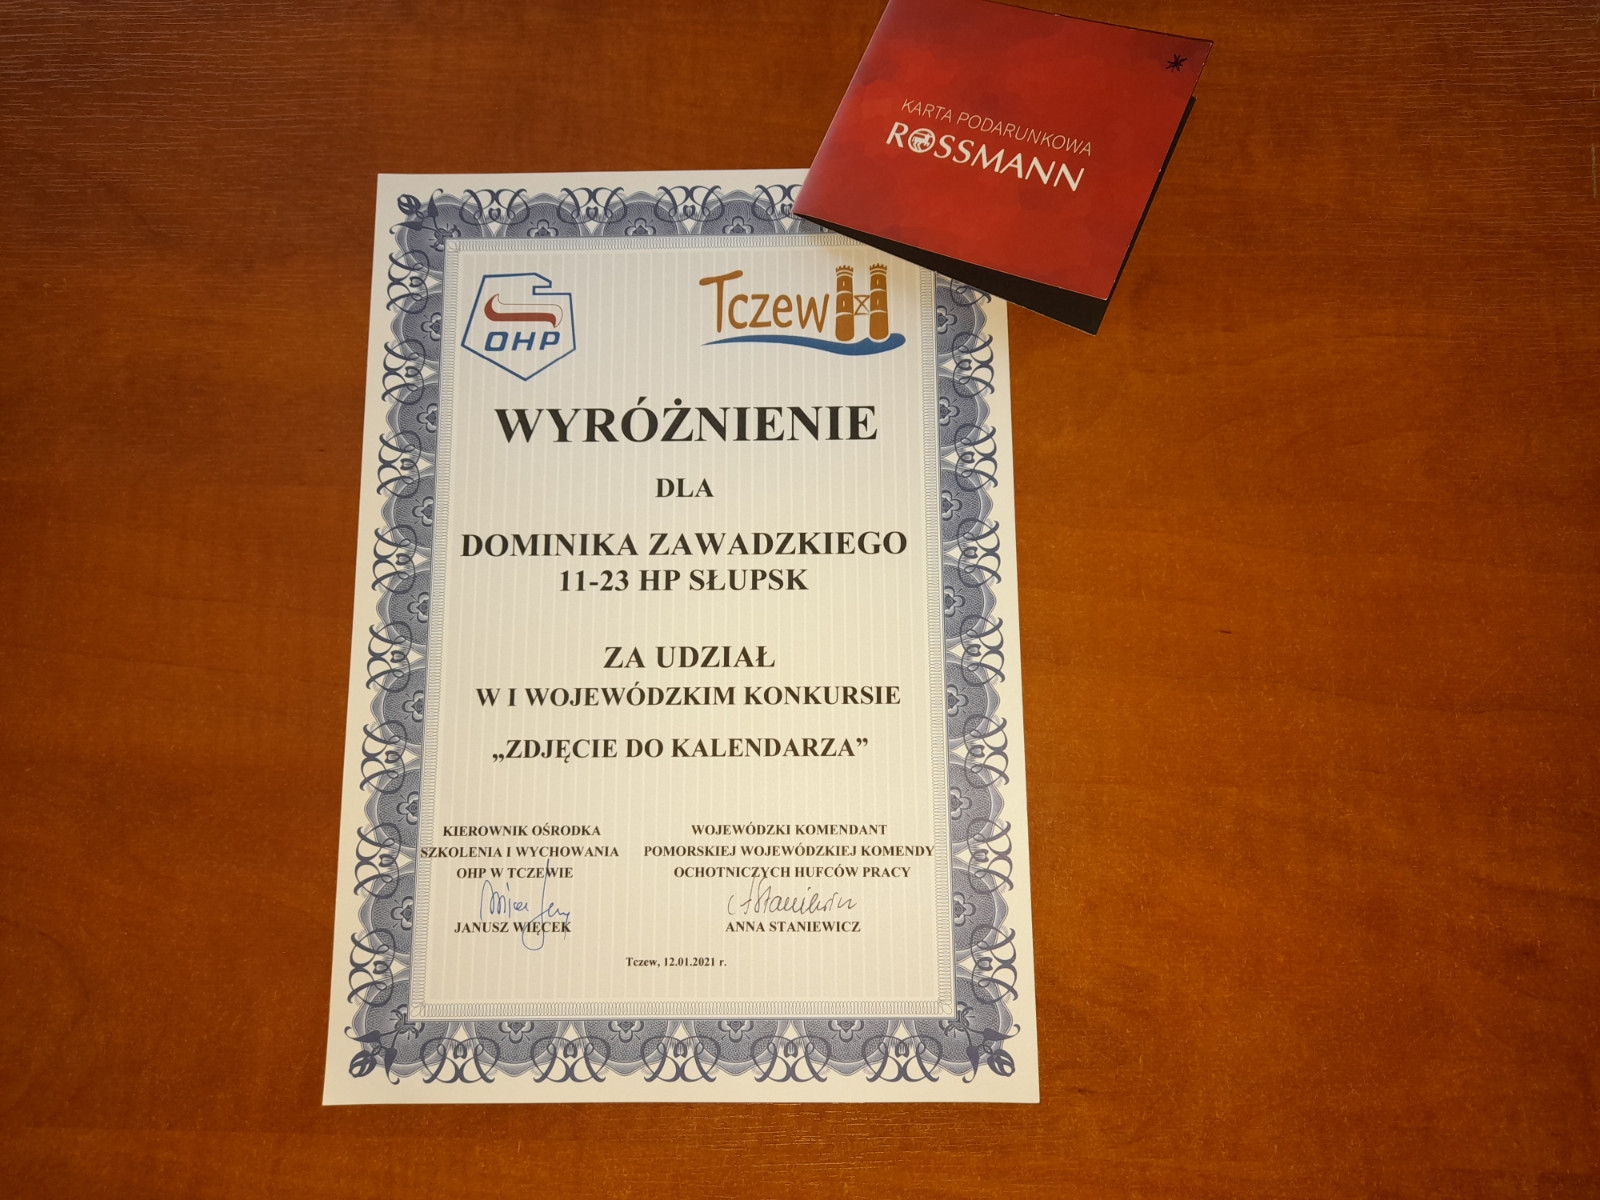 KARTA PODARUNKOWA
ROSSMANN
OHP
Tczew
WYRÓŻNIENIE
DLA
DOMINIKA ZAWADZKIEGO
11-23 HP SŁUPSK
ZA UDZIAŁ
W I WOJEWÓDZKIM KONKURSIE
„ZDJĘCIE DO KALENDARZA”
KIEROWNIK OŚRODKA
SZKOLENIA I WYCHOWANIA
OHP W TCZEWIE
JANUSZ WIĘCEK
WOJEWÓDZKI KOMENDANT
POMORSKIEJ WOJEWÓDZKIEJ KOMENDY
OCHOTNICZYCH HUFCÓW PRACY
ANNA STANIEWICZ
Tczew, 12.01.2021 r.